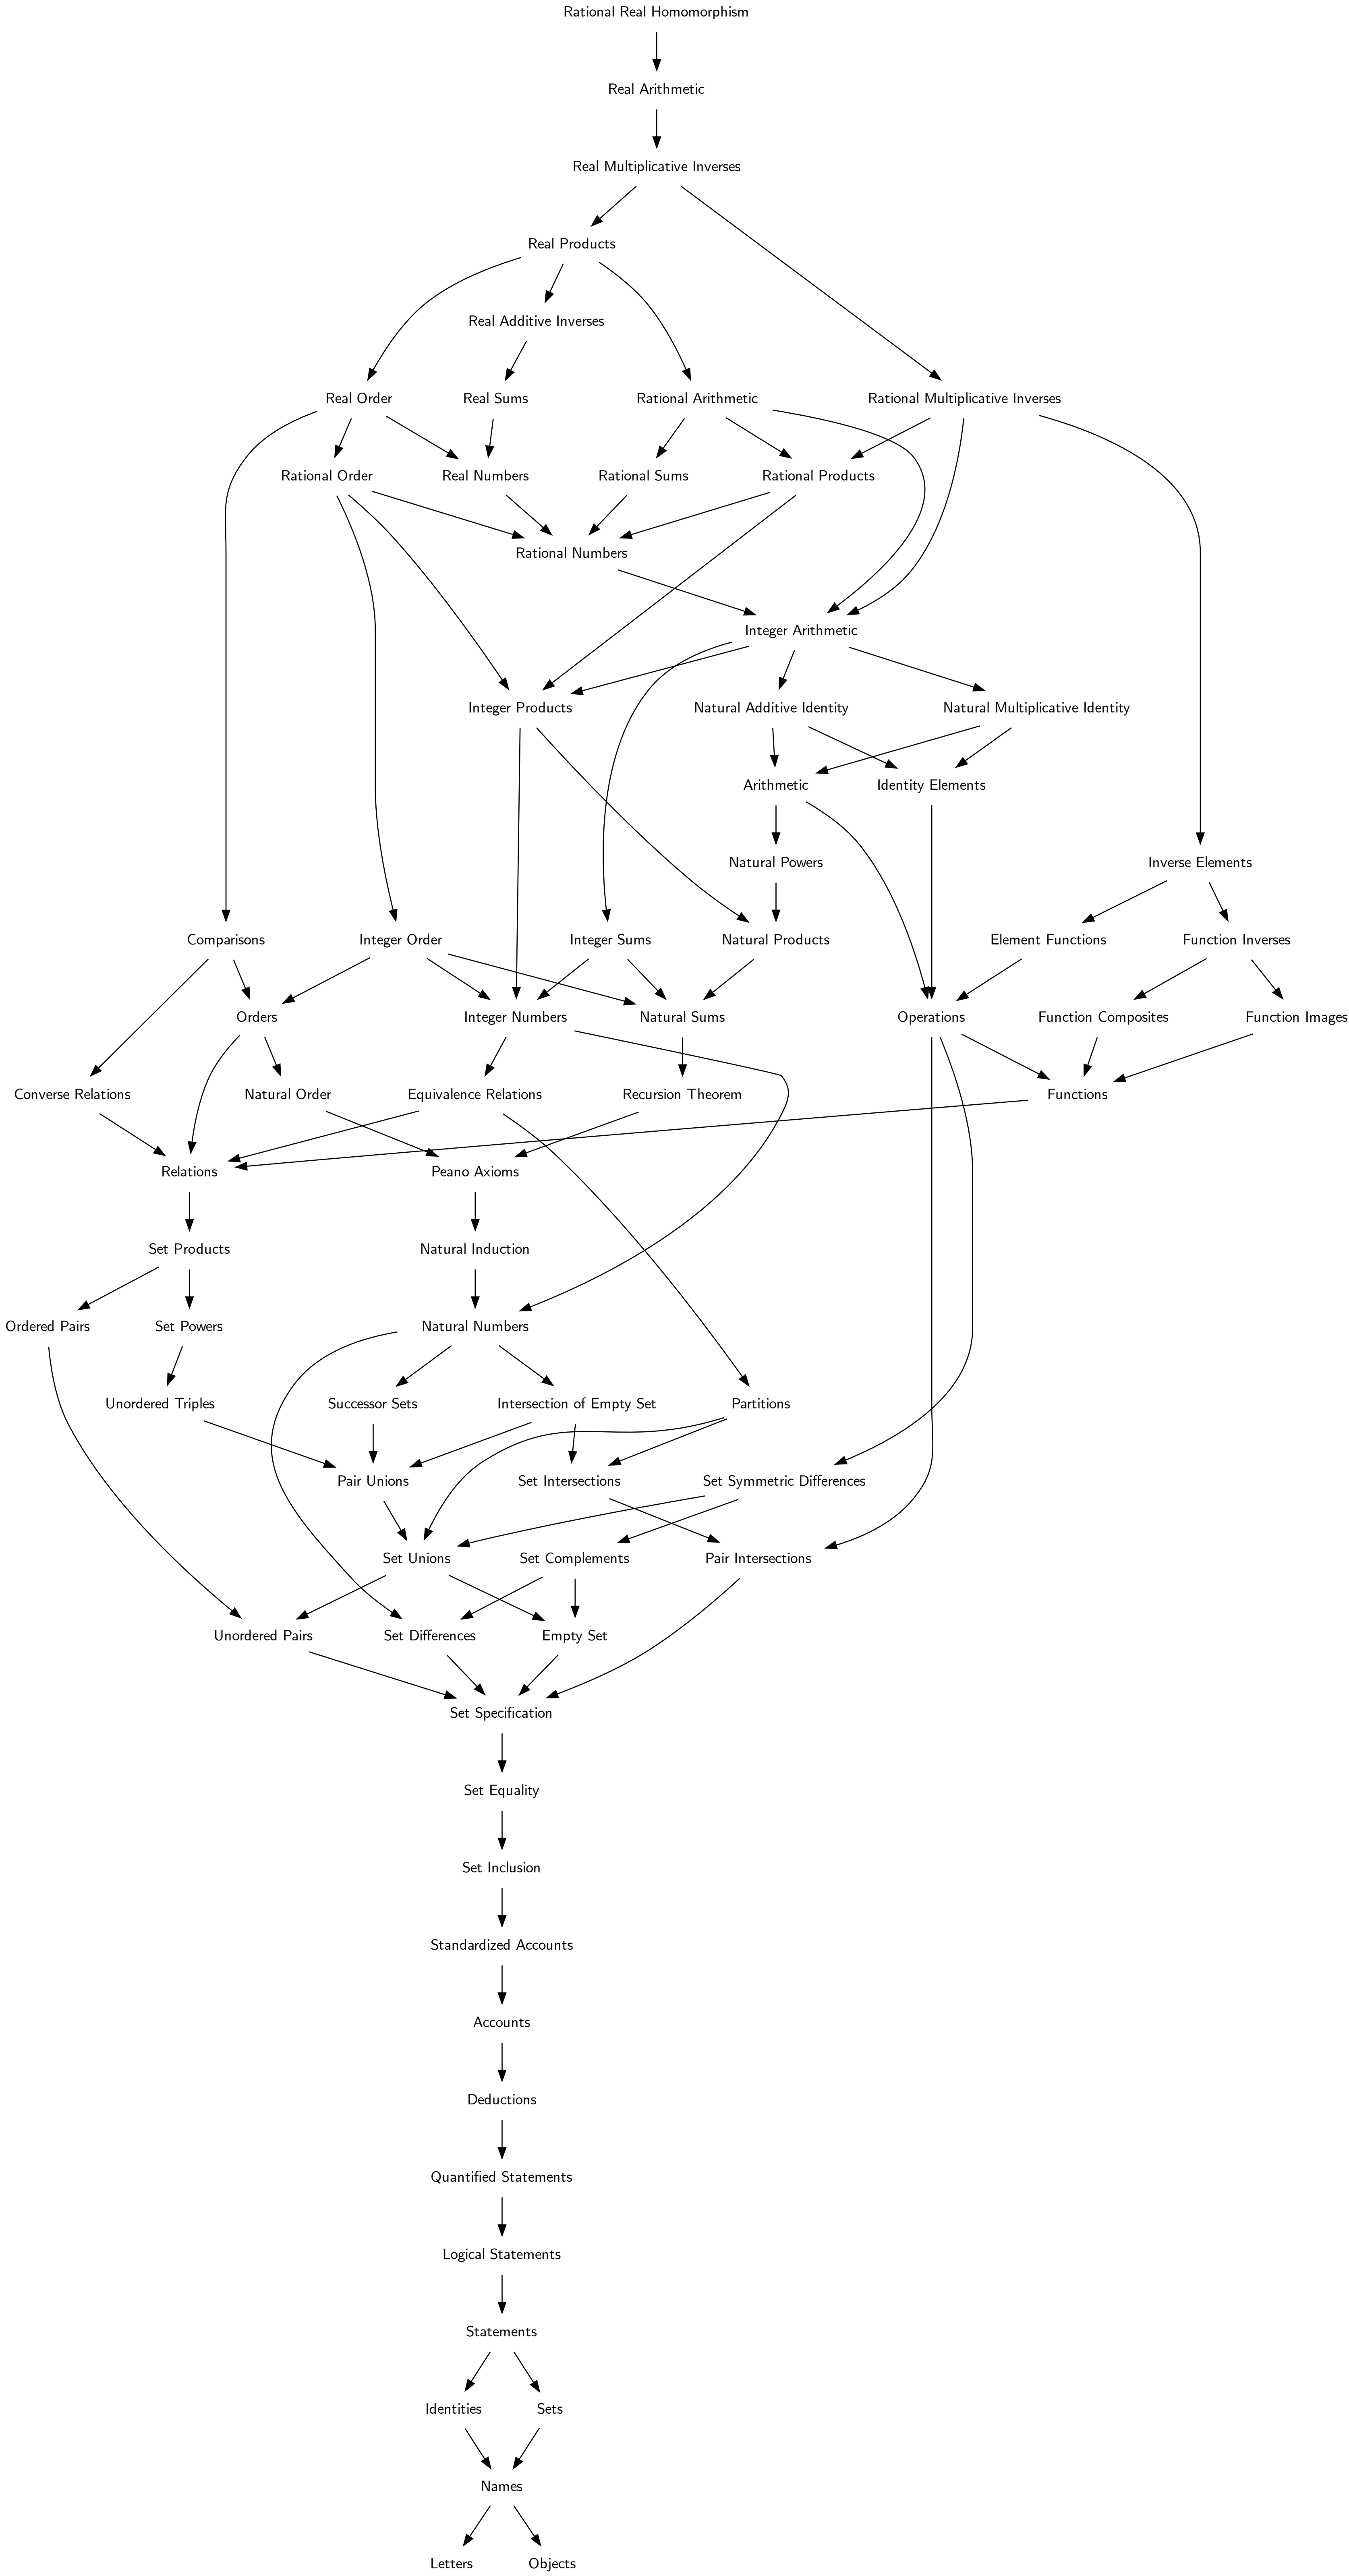 Rational Real Homomorphism
Real Arithmetic
Real Multiplicative Inverses
Real Products
Real Additive Inverses
Real Order
Real Sums
Rational Arithmetic
Rational Multiplicative Inverses
Rational Order
Real Numbers
Rational Sums
Rational Products
Rational Numbers
Integer Arithmetic
Integer Products
Natural Additive Identity
Natural Multiplicative Identity
Arithmetic
Identity Elements
Natural Powers
Inverse Elements
Comparisons
Integer Order
Integer Sums
Natural Products
Element Functions
Function Inverses
Orders
Integer Numbers
Natural Sums
Operations
Function Composites
Function Images
Converse Relations
Natural Order
Equivalence Relations
Recursion Theorem
Functions
Relations
Peano Axioms
Set Products
Natural Induction
Ordered Pairs
Set Powers
Natural Numbers
Unordered Triples
Successor Sets
Intersection of Empty Set
Partitions
Pair Unions
Set Intersections
Set Symmetric Differences
Set Unions
Set Complements
Pair Intersections
Unordered Pairs
Set Differences
Empty Set
Set Specification
Set Equality
Set Inclusion
Standardized Accounts
Accounts
Deductions
Quantified Statements
Logical Statements
Statements
Identities
Sets
Names
Letters
Objects